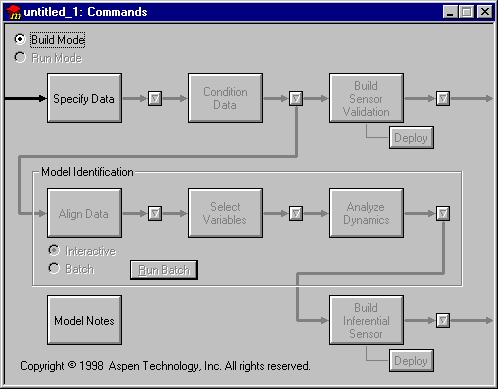 untitled_1: Commands
Build Mode
Run Mode
Specify Data
Condition
Data
Build
Sensor
Validation
Deploy
Model Identification
Align Data
Select
Variables
Analyze
Dynamics
Interactive
Batch
Run Batch
Model Notes
Build
Inferential
Sensor
Deploy
Copyright © 1998 Aspen Technology, Inc. All rights reserved.